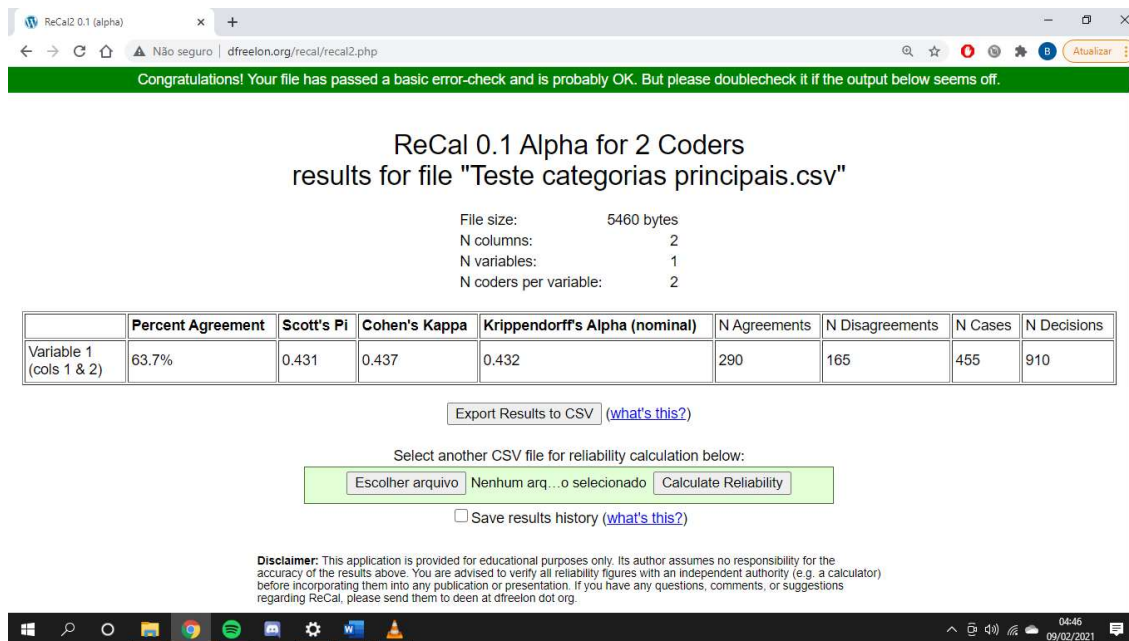 ReCal2 0.1 (alpha)
Não seguro | dfreelon.org/recal/recal2.php
B
Atualizar
Congratulations! Your file has passed a basic error-check and is probably OK. But please doublecheck it if the output below seems off.
ReCal 0.1 Alpha for 2 Coders
results for file "Teste categorias principais.csv"
File size: 5460 bytes
N columns: 2
N variables: 1
N coders per variable: 2
Percent Agreement Scott's Pi Cohen's Kappa Krippendorff's Alpha (nominal) N Agreements N Disagreements N Cases N Decisions
Variable 1
(cols 1 & 2) 63.7% 0.431 0.437 0.432 290 165 455 910
Export Results to CSV (what's this?)
Select another CSV file for reliability calculation below:
Escolher arquivo Nenhum arq…o selecionado Calculate Reliability
Save results history (what's this?)
Disclaimer: This application is provided for educational purposes only. Its author assumes no responsibility for the
accuracy of the results above. You are advised to verify all reliability figures with an independent authority (e.g. a calculator)
before incorporating them into any publication or presentation. If you have any questions, comments, or suggestions
regarding ReCal, please send them to deen at dfreelon dot org.
04:46
09/02/2021